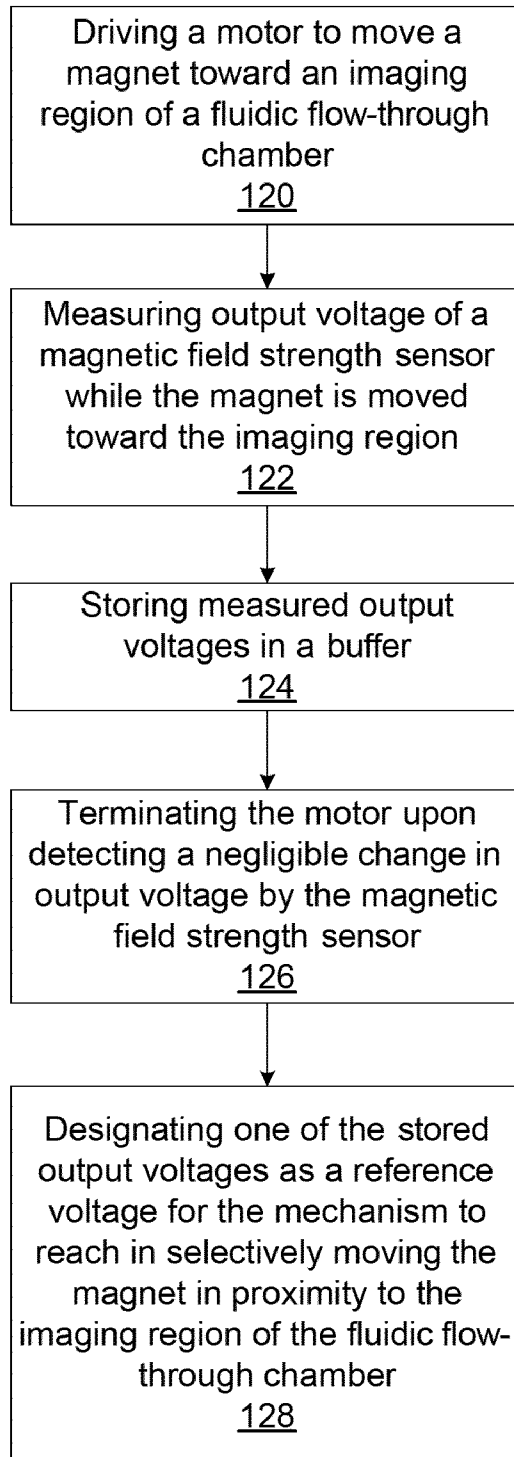 Driving a motor to move a
magnet toward an imaging
region of a fluidic flow-through
chamber
120
Measuring output voltage of a
magnetic field strength sensor
while the magnet is moved
toward the imaging region
122
Storing measured output
voltages in a buffer
124
Terminating the motor upon
detecting a negligible change in
output voltage by the magnetic
field strength sensor
126
Designating one of the stored
output voltages as a reference
voltage for the mechanism to
reach in selectively moving the
magnet in proximity to the
imaging region of the fluidic flow-
through chamber
128